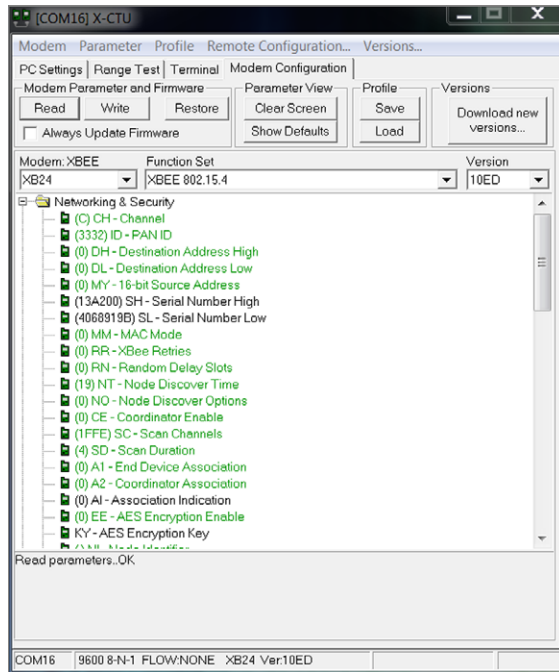 [COM16] X-CTU
Modem Parameter Profile Remote Configuration... Versions...
PC Settings Range Test Terminal Modem Configuration
Modem Parameter and Firmware Parameter View Profile Versions
Read Write Restore Clear Screen Save Download new versions...
Always Update Firmware Show Defaults Load
Modem: XBEE Function Set Version
XB24 XBEE 802.15.4 10ED
Networking & Security
(C) CH - Channel
(3332) ID - PAN ID
(0) DH - Destination Address High
(0) DL - Destination Address Low
(0) MY - 16-bit Source Address
(13A200) SH - Serial Number High
(4068919B) SL - Serial Number Low
(0) MM - MAC Mode
(0) RR - XBee Retries
(0) RN - Random Delay Slots
(19) NT - Node Discover Time
(0) NO - Node Discover Options
(0) CE - Coordinator Enable
(1FFE) SC - Scan Channels
(4) SD - Scan Duration
(0) A1 - End Device Association
(0) A2 - Coordinator Association
(0) AI - Association Indication
(0) EE - AES Encryption Enable
KY - AES Encryption Key
( ) NI - Node Identifier
Read parameters..OK
COM16 9600 8-N-1 FLOW:NONE XB24 Ver:10ED